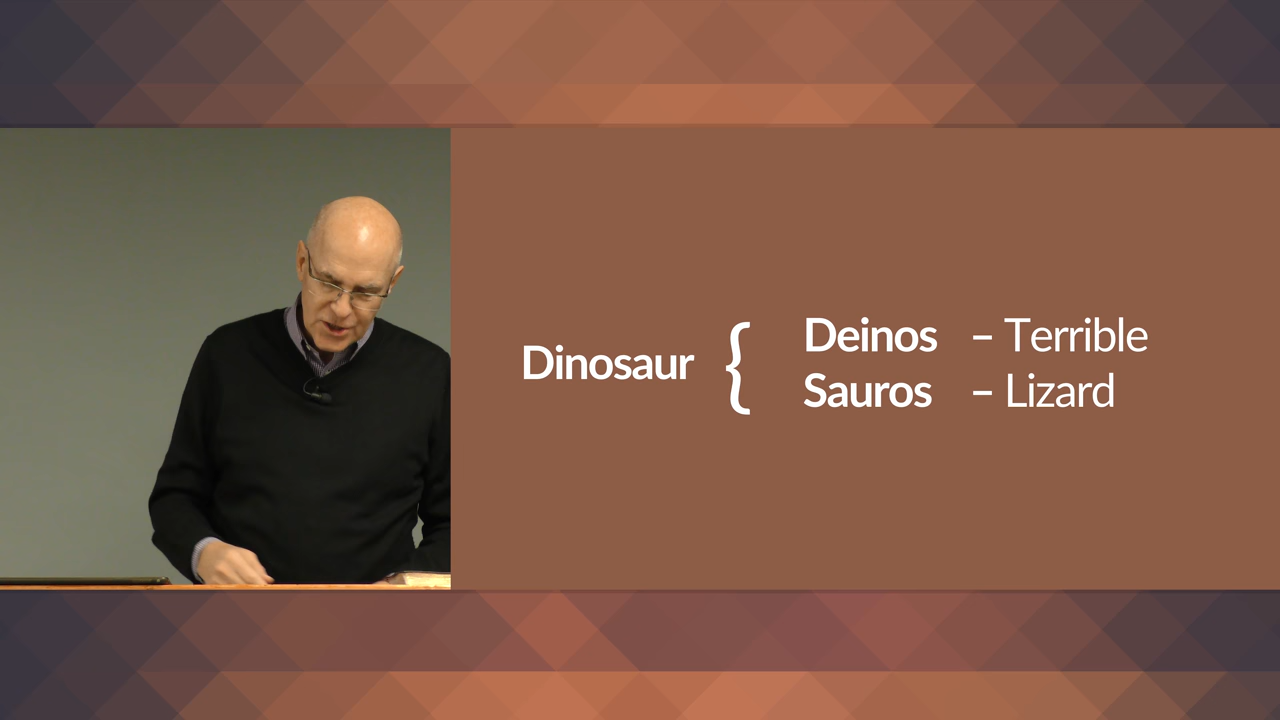 Dinosaur { Deinos – Terrible
Sauros – Lizard